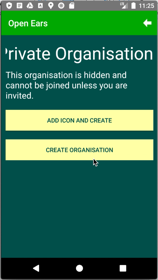 11:25
Open Ears
Private Organisation
This organisation is hidden and
cannot be joined unless you are
invited.
ADD ICON AND CREATE
CREATE ORGANISATION